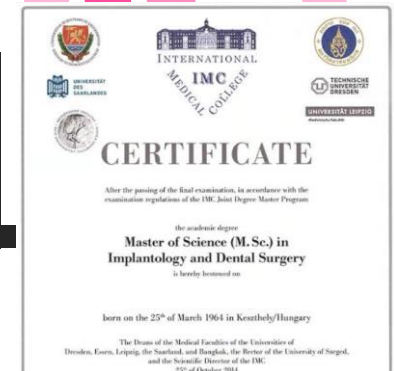 INTERNATIONAL
IMC
MEDICAL COLLEGE
UNIVERSITÄT
DES
SAARLANDES
TECHNISCHE
UNIVERSITÄT
DRESDEN
UNIVERSITÄT LEIPZIG
CERTIFICATE
After the passing of the final examination, in accordance with the
examination regulations of the IMC Joint Degree Master Program
the academic degree
Master of Science (M. Sc.) in
Implantology and Dental Surgery
is hereby bestowed on
born on the 25th of March 1964 in Keszthely/Hungary
The Deans of the Medical Faculties of the Universities of
Dresden, Essen, Leipzig, the Saarland, and Bangkok, the Rector of the University of Szeged,
and the Scientific Director of the IMC
25th of October 2014